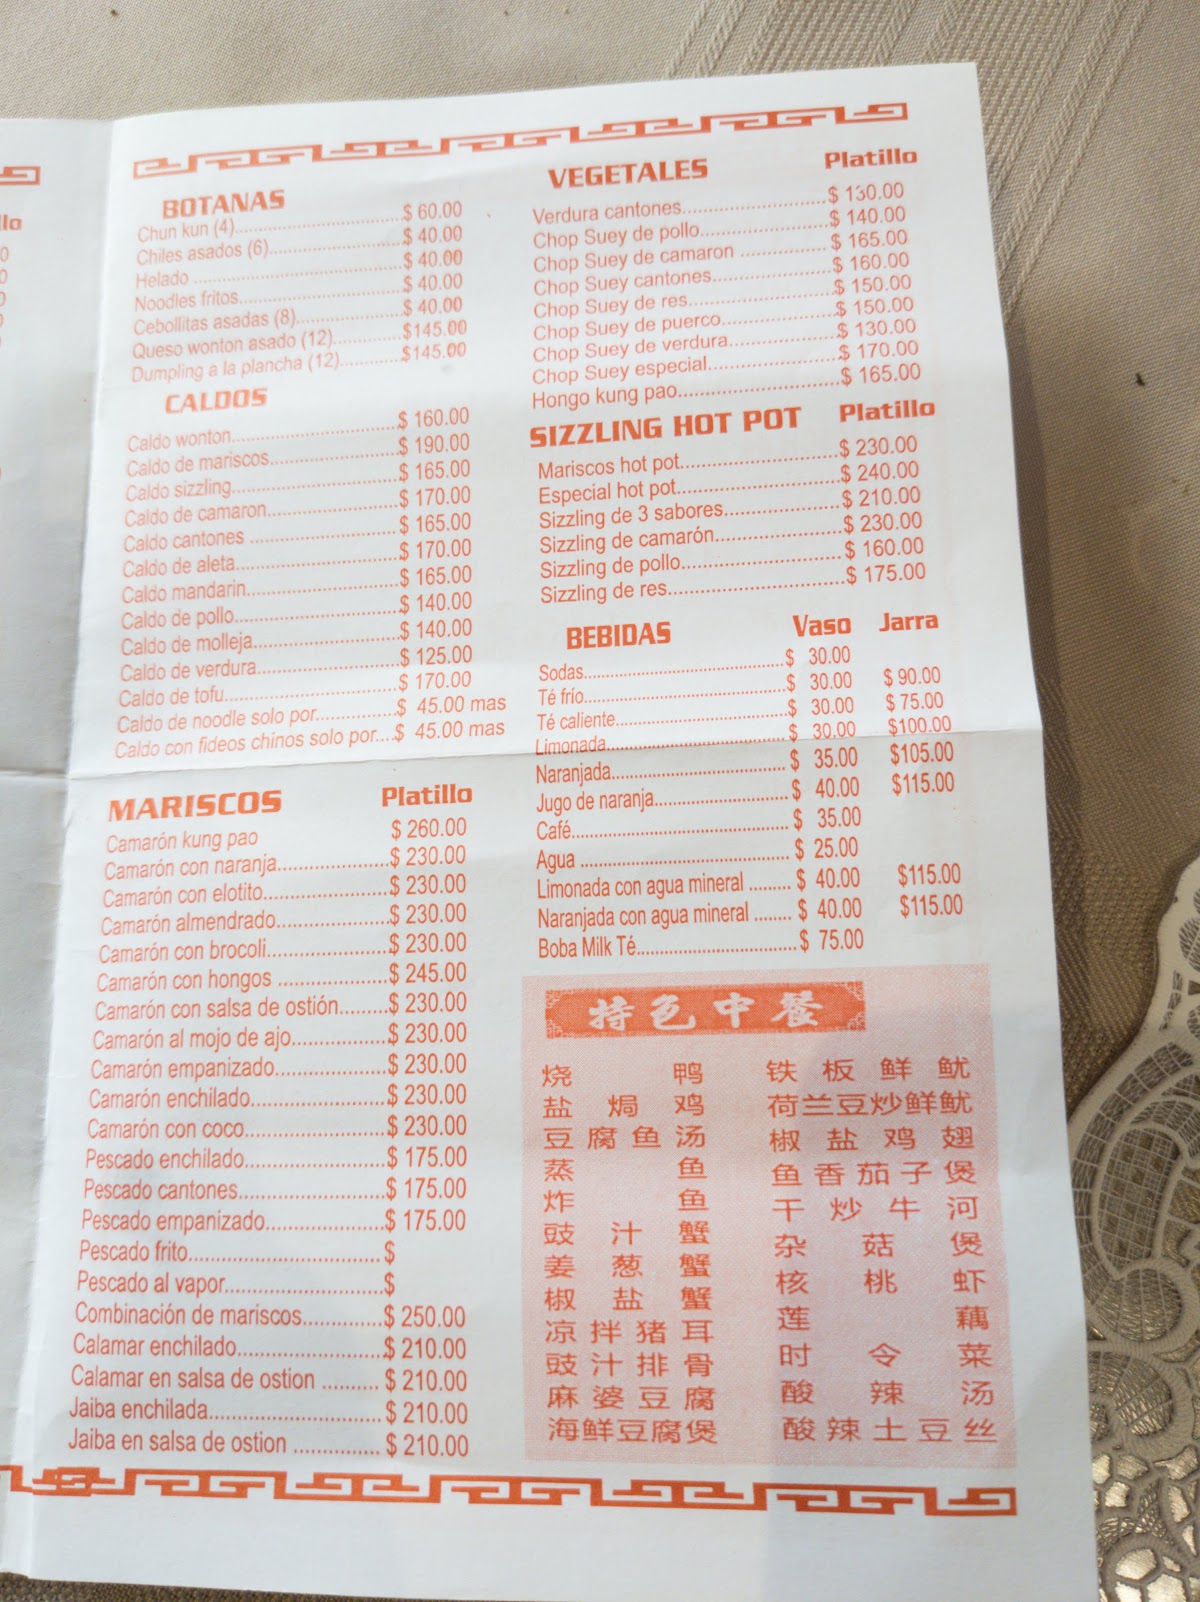 BOTANAS
Chun kun (4)..........$ 60.00
Chiles asados (6)..........$ 40.00
Helado ..........$ 40.00
Noodles fritos..........$ 40.00
Cebollitas asadas (8)..........$ 40.00
Queso wonton asado (12)..........$145.00
Dumpling a la plancha (12)..........$145.00
CALDOS
Caldo wonton..........$ 160.00
Caldo de mariscos..........$ 190.00
Caldo sizzling..........$ 165.00
Caldo de camaron..........$ 170.00
Caldo cantones ..........$ 165.00
Caldo de aleta..........$ 170.00
Caldo mandarin..........$ 165.00
Caldo de pollo..........$ 140.00
Caldo de molleja..........$ 140.00
Caldo de verdura..........$ 125.00
Caldo de tofu..........$ 170.00
Caldo de noodle solo por..........$ 45.00 mas
Caldo con fideos chinos solo por....$ 45.00 mas
MARISCOS Platillo
Camarón kung pao $ 260.00
Camarón con naranja..........$ 230.00
Camarón con elotito..........$ 230.00
Camarón almendrado..........$ 230.00
Camarón con brocoli..........$ 230.00
Camarón con hongos ..........$ 245.00
Camarón con salsa de ostión.........$ 230.00
Camarón al mojo de ajo..........$ 230.00
Camarón empanizado..........$ 230.00
Camarón enchilado..........$ 230.00
Camarón con coco..........$ 230.00
Pescado enchilado..........$ 175.00
Pescado cantones..........$ 175.00
Pescado empanizado..........$ 175.00
Pescado frito..........$
Pescado al vapor..........$
Combinación de mariscos..........$ 250.00
Calamar enchilado..........$ 210.00
Calamar en salsa de ostion ..........$ 210.00
Jaiba enchilada..........$ 210.00
Jaiba en salsa de ostion ..........$ 210.00
VEGETALES Platillo
Verdura cantones..........$ 130.00
Chop Suey de pollo..........$ 140.00
Chop Suey de camaron ..........$ 165.00
Chop Suey cantones..........$ 160.00
Chop Suey de res..........$ 150.00
Chop Suey de puerco..........$ 150.00
Chop Suey de verdura..........$ 130.00
Chop Suey especial..........$ 170.00
Hongo kung pao..........$ 165.00
SIZZLING HOT POT Platillo
Mariscos hot pot..........$ 230.00
Especial hot pot..........$ 240.00
Sizzling de 3 sabores..........$ 210.00
Sizzling de camarón..........$ 230.00
Sizzling de pollo..........$ 160.00
Sizzling de res..........$ 175.00
BEBIDAS Vaso Jarra
Sodas..........$ 30.00
Té frío..........$ 30.00 $ 90.00
Té caliente..........$ 30.00 $ 75.00
Limonada..........$ 30.00 $100.00
Naranjada..........$ 35.00 $105.00
Jugo de naranja..........$ 40.00 $115.00
Café..........$ 35.00
Agua ..........$ 25.00
Limonada con agua mineral .........$ 40.00 $115.00
Naranjada con agua mineral ........$ 40.00 $115.00
Boba Milk Té..........$ 75.00
特色中餐
烧鸭
盐焗鸡
豆腐鱼汤
蒸鱼
炸鱼
豉汁蟹
姜葱蟹
椒盐蟹
凉拌猪耳
豉汁排骨
麻婆豆腐
海鲜豆腐煲
铁板鲜鱿
荷兰豆炒鲜鱿
椒盐鸡翅
鱼香茄子煲
干炒牛河
杂菇煲
核桃虾
莲藕
时令菜
酸辣汤
酸辣土豆丝